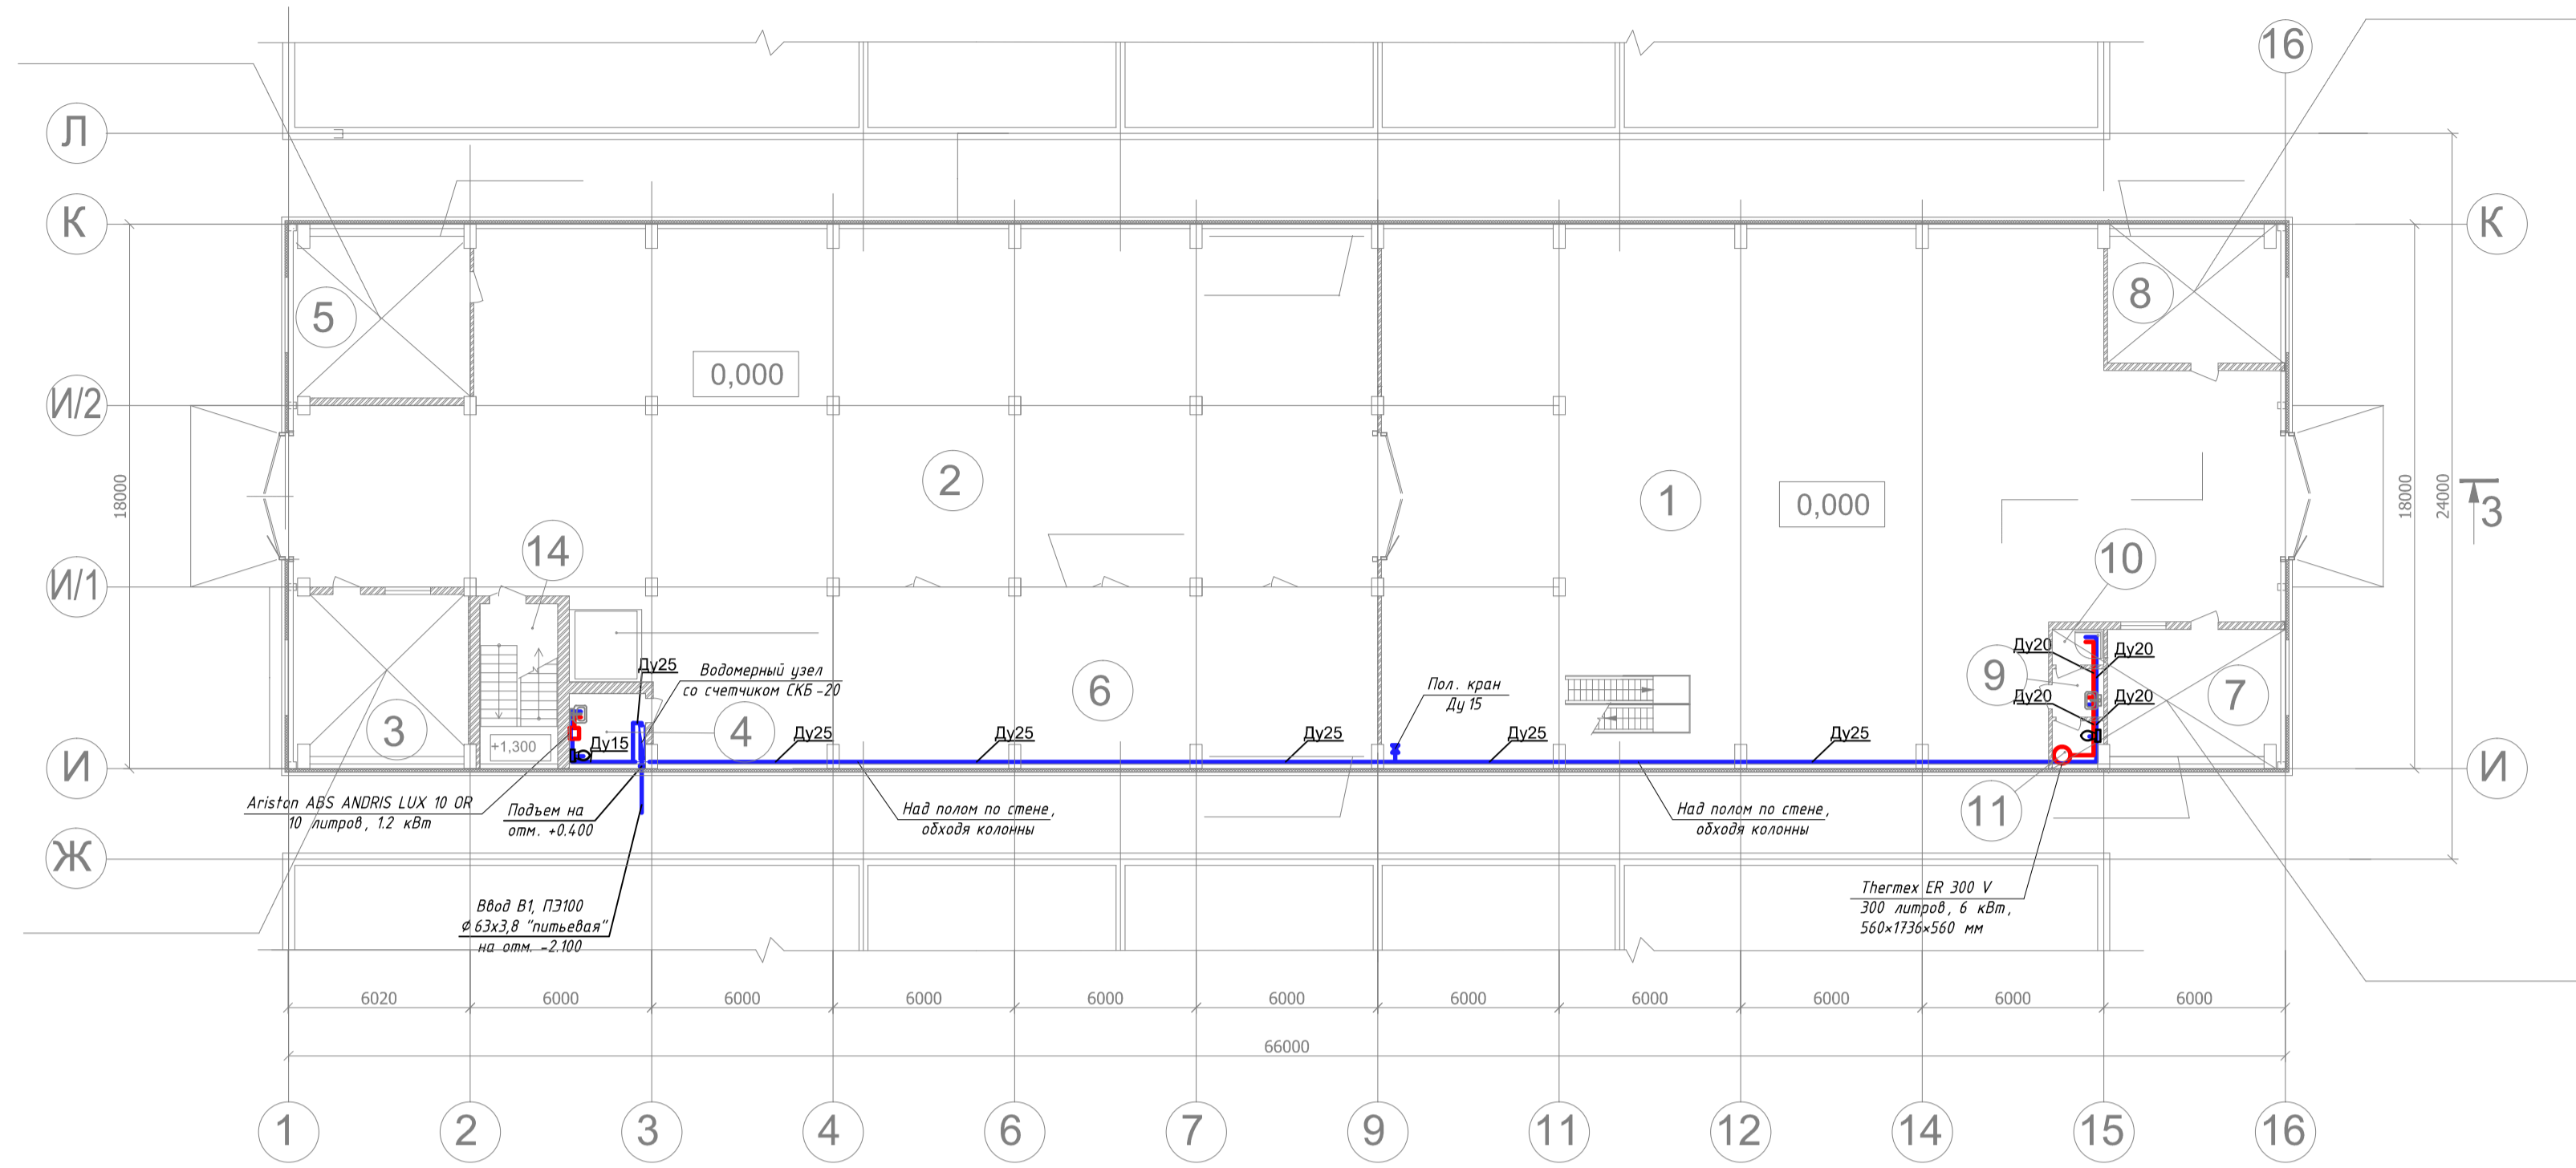 16
Л
К
К
5
8
0,000
И/2
2
1
0,000
18000
18000
24000
3
14
10
И/1
Ду25
Водомерный узел
со счетчиком СКБ -20
6
Пол. кран
Ду 15
Ду20
Ду20
9
7
Ду20
Ду20
3
+1,300
Ду15
4
Ду25
Ду25
Ду25
Ду25
Ду25
И
И
Ariston ABS ANDRIS LUX 10 OR
10 литров, 1.2 кВт
Подъем на
отм. +0.400
Над полом по стене,
обходя колонны
Над полом по стене,
обходя колонны
11
Ж
Ввод В1, ПЭ100
⌀63х3,8 "питьевая"
на отм. -2.100
Thermex ER 300 V
300 литров, 6 кВт,
560×1736×560 мм
6020
6000
6000
6000
6000
6000
6000
6000
6000
6000
6000
66000
1
2
3
4
6
7
9
11
12
14
15
16